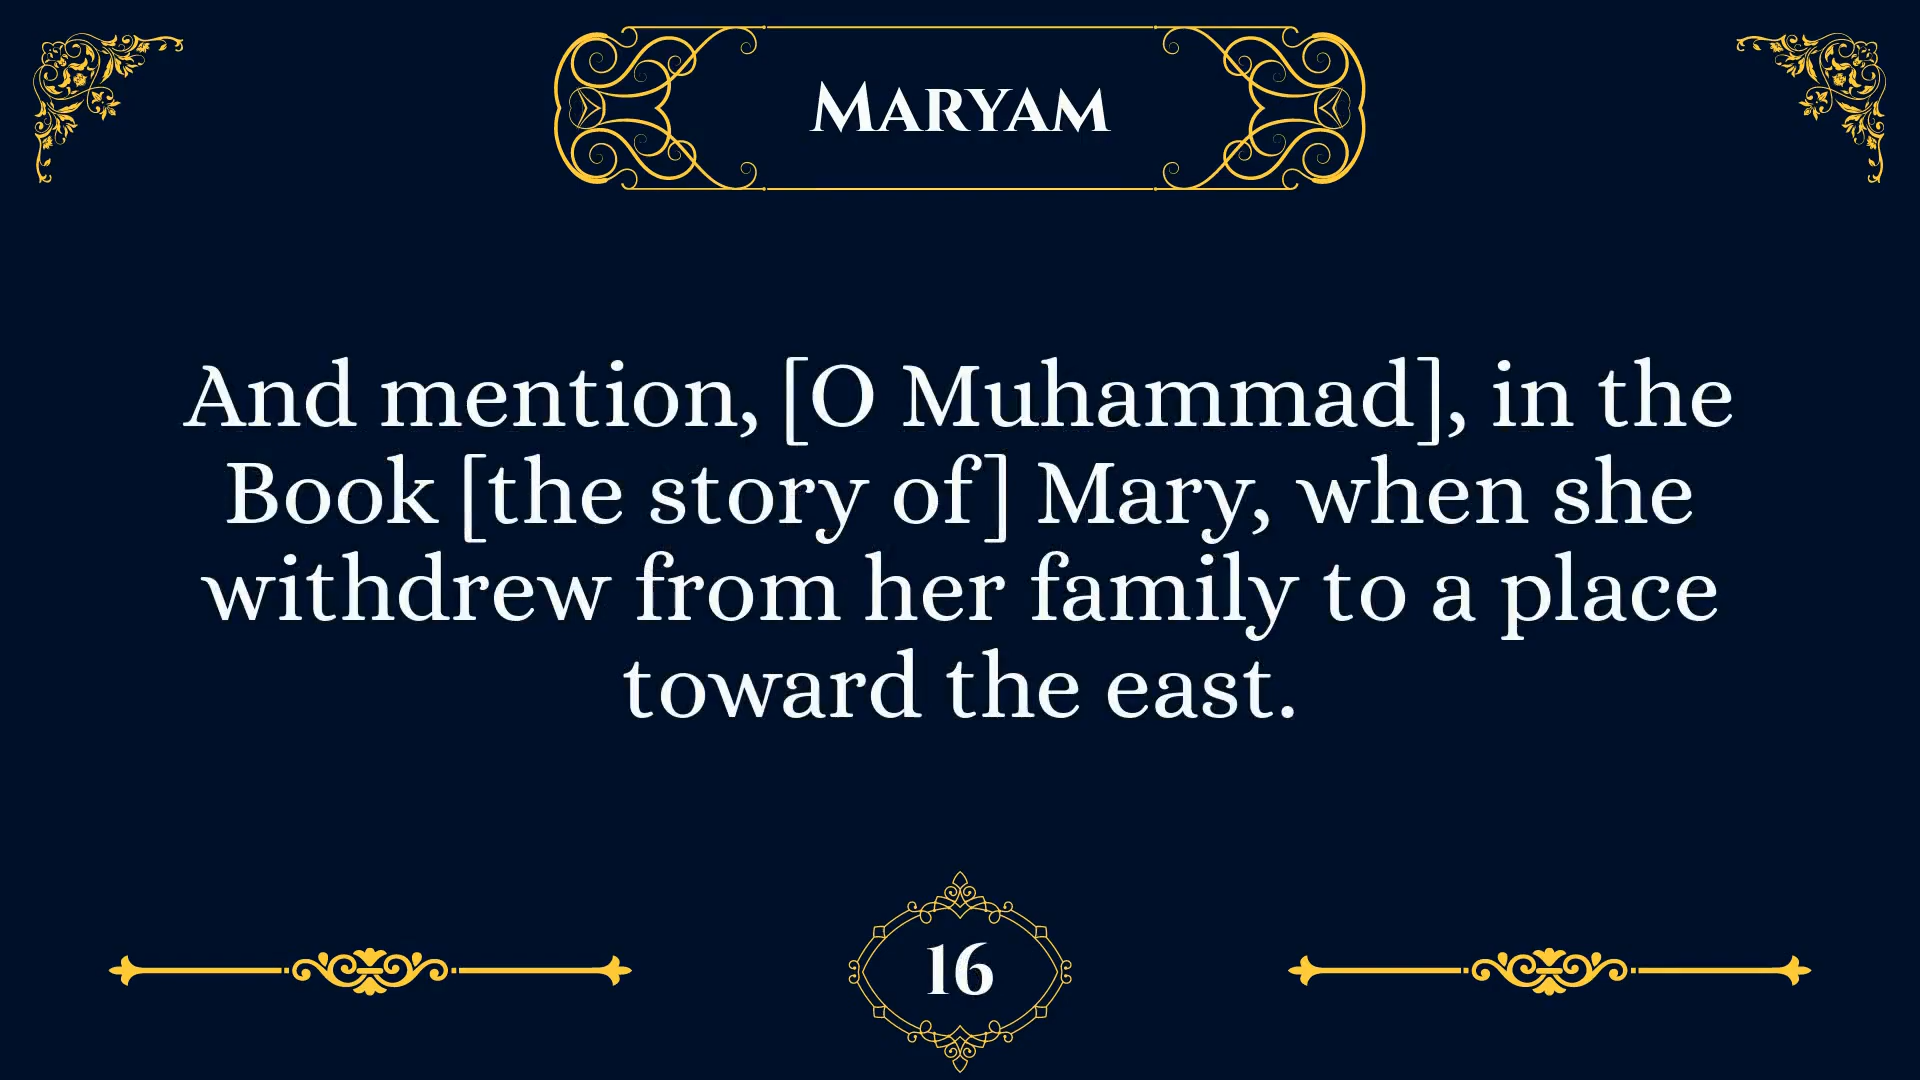 Maryam
And mention, [O Muhammad], in the
Book [the story of] Mary, when she
withdrew from her family to a place
toward the east.
16